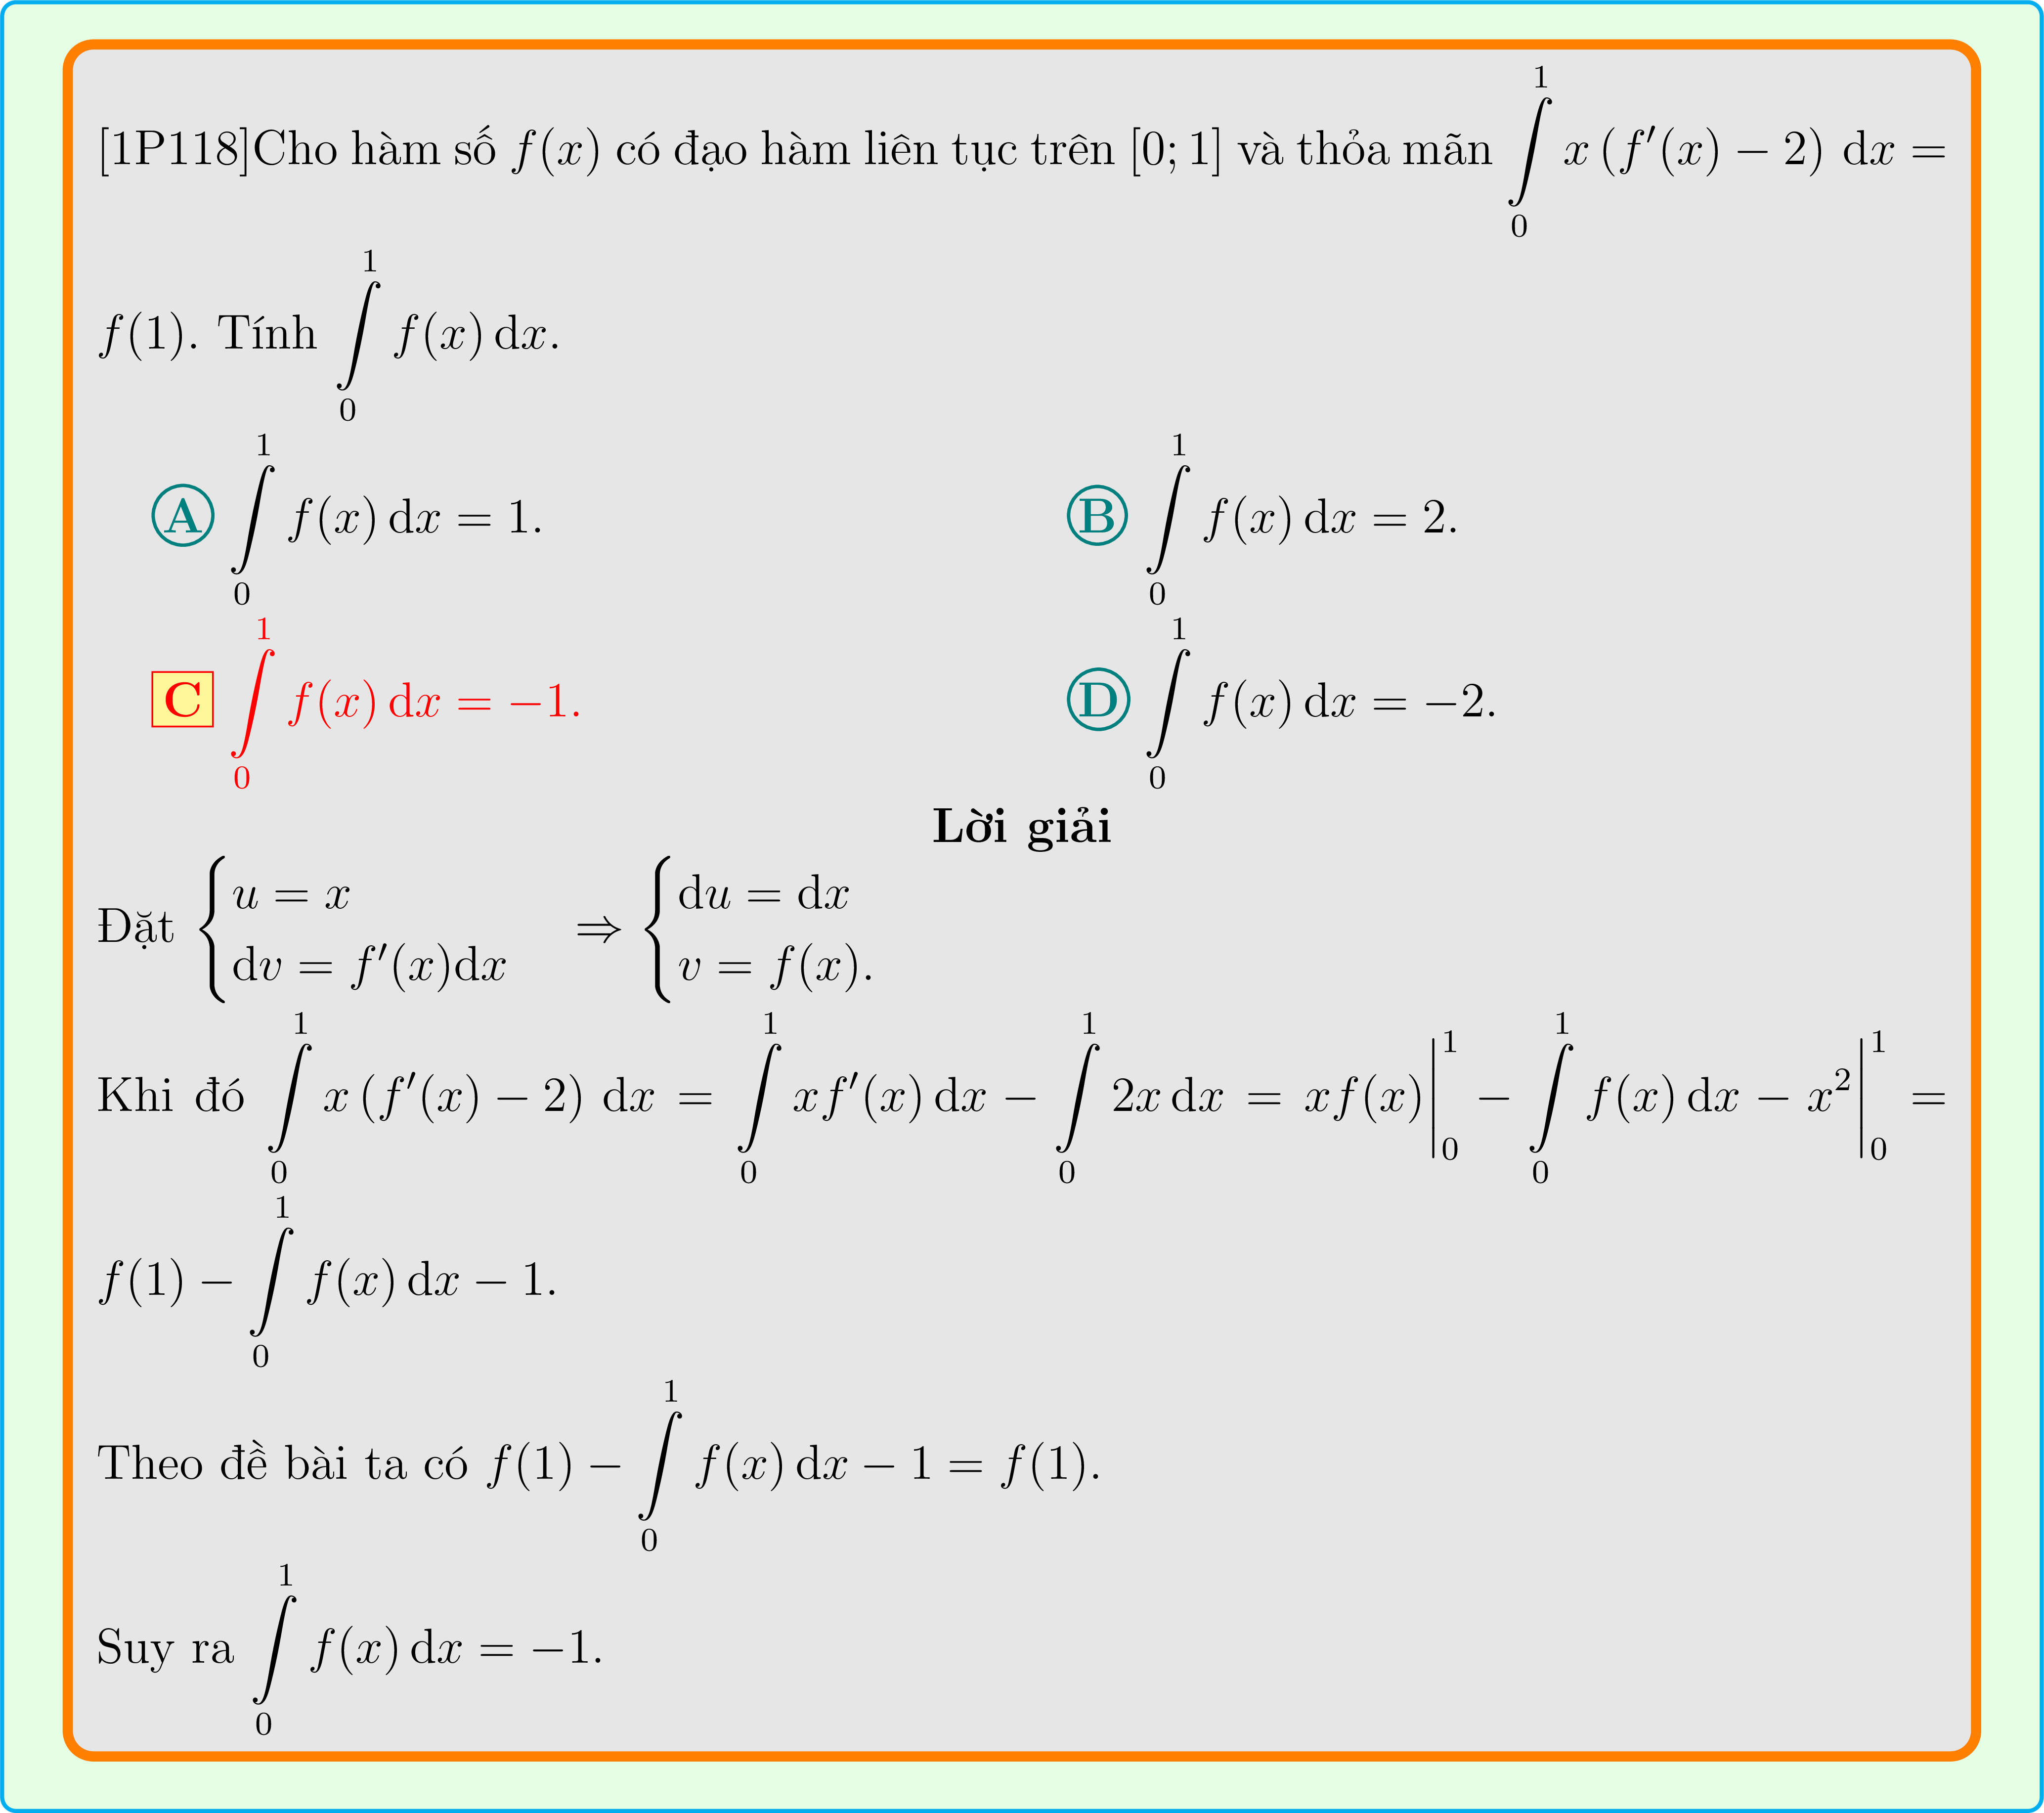 [1P118]Cho hàm số $f(x)$ có đạo hàm liên tục trên $[0; 1]$ và thỏa mãn $\int\limits_0^1 x\left(f'(x) - 2\right) \mathrm{d}x =$
$f(1)$. Tính $\int\limits_0^1 f(x)\,\mathrm{d}x$.
A $\int\limits_0^1 f(x)\,\mathrm{d}x = 1$. B $\int\limits_0^1 f(x)\,\mathrm{d}x = 2$.
C $\int\limits_0^1 f(x)\,\mathrm{d}x = -1$. D $\int\limits_0^1 f(x)\,\mathrm{d}x = -2$.
Lời giải
Đặt $\begin{cases} u = x \\ \mathrm{d}v = f'(x)\mathrm{d}x \end{cases} \Rightarrow \begin{cases} \mathrm{d}u = \mathrm{d}x \\ v = f(x). \end{cases}$
Khi đó $\int\limits_0^1 x\left(f'(x) - 2\right) \mathrm{d}x = \int\limits_0^1 xf'(x)\,\mathrm{d}x - \int\limits_0^1 2x\,\mathrm{d}x = xf(x)\Big|_0^1 - \int\limits_0^1 f(x)\,\mathrm{d}x - x^2\Big|_0^1 =$
$f(1) - \int\limits_0^1 f(x)\,\mathrm{d}x - 1$.
Theo đề bài ta có $f(1) - \int\limits_0^1 f(x)\,\mathrm{d}x - 1 = f(1)$.
Suy ra $\int\limits_0^1 f(x)\,\mathrm{d}x = -1$.